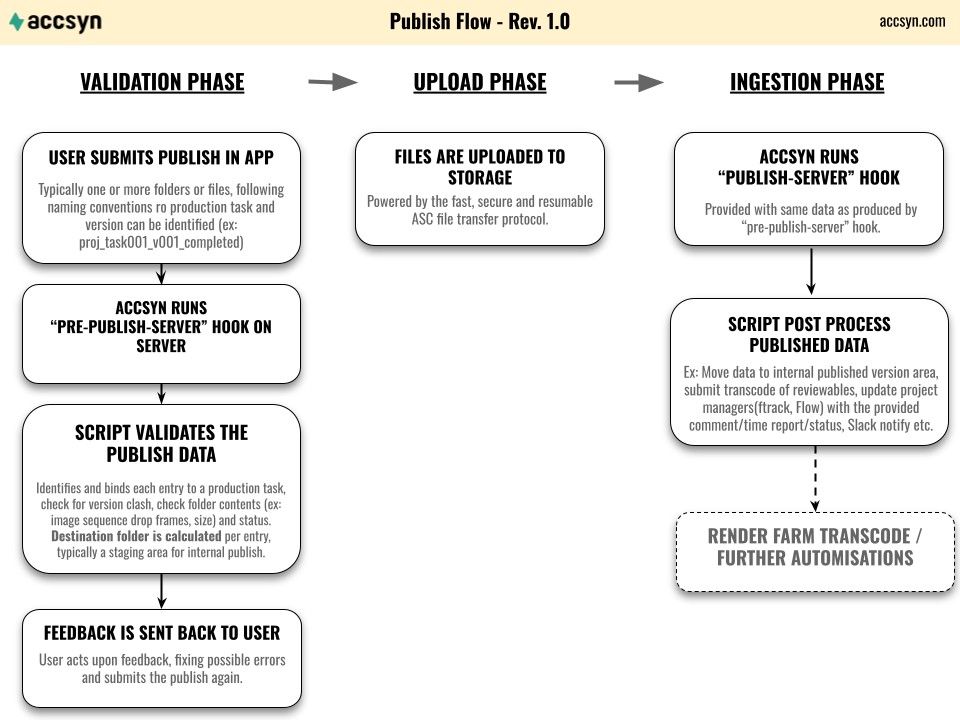 accsyn
Publish Flow - Rev. 1.0
accsyn.com
VALIDATION PHASE
UPLOAD PHASE
INGESTION PHASE
USER SUBMITS PUBLISH IN APP
Typically one or more folders or files, following
naming conventions ro production task and
version can be identified (ex:
proj_task001_v001_completed)
ACCSYN RUNS
“PRE-PUBLISH-SERVER” HOOK ON
SERVER
SCRIPT VALIDATES THE
PUBLISH DATA
Identifies and binds each entry to a production task,
check for version clash, check folder contents (ex:
image sequence drop frames, size) and status.
Destination folder is calculated per entry,
typically a staging area for internal publish.
FEEDBACK IS SENT BACK TO USER
User acts upon feedback, fixing possible errors
and submits the publish again.
FILES ARE UPLOADED TO
STORAGE
Powered by the fast, secure and resumable
ASC file transfer protocol.
ACCSYN RUNS
“PUBLISH-SERVER” HOOK
Provided with same data as produced by
“pre-publish-server” hook.
SCRIPT POST PROCESS
PUBLISHED DATA
Ex: Move data to internal published version area,
submit transcode of reviewables, update project
managers(ftrack, Flow) with the provided
comment/time report/status, Slack notify etc.
RENDER FARM TRANSCODE /
FURTHER AUTOMISATIONS